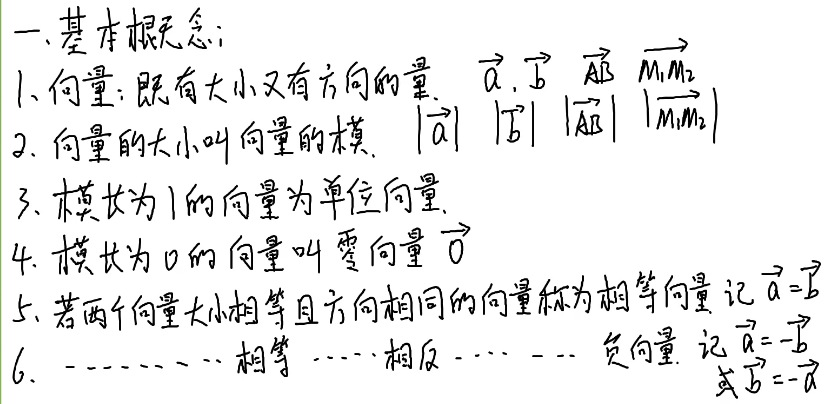 一、基本概念:
1、向量:既有大小又有方向的量. $\vec{a}$.$\vec{b}$ $\overrightarrow{AB}$ $\overrightarrow{M_1M_2}$
2、向量的大小叫向量的模. $|\vec{a}|$ $|\vec{b}|$ $|\overrightarrow{AB}|$ $|\overrightarrow{M_1M_2}|$
3、模长为1的向量为单位向量.
4、模长为0的向量叫零向量 $\vec{0}$
5、若两个向量大小相等且方向相同的向量称为相等向量 记 $\vec{a}=\vec{b}$
6、---------相等 ······相反 ---- --- 负向量. 记 $\vec{a}=-\vec{b}$
或 $\vec{b}=-\vec{a}$